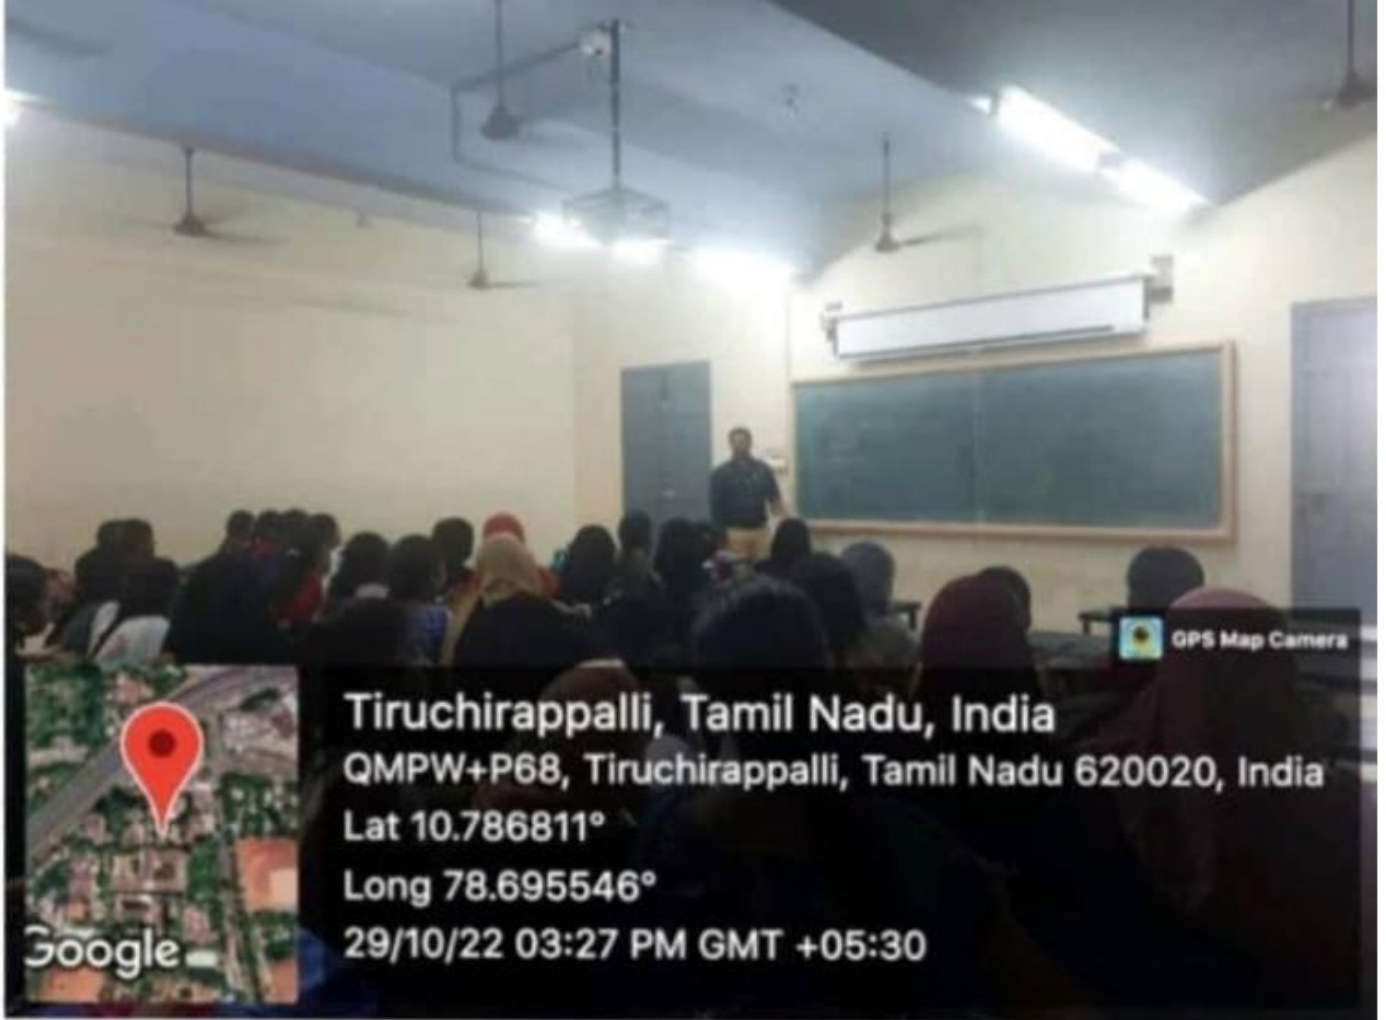 GPS Map Camera
Tiruchirappalli, Tamil Nadu, India
QMPW+P68, Tiruchirappalli, Tamil Nadu 620020, India
Lat 10.786811°
Long 78.695546°
29/10/22 03:27 PM GMT +05:30
Google